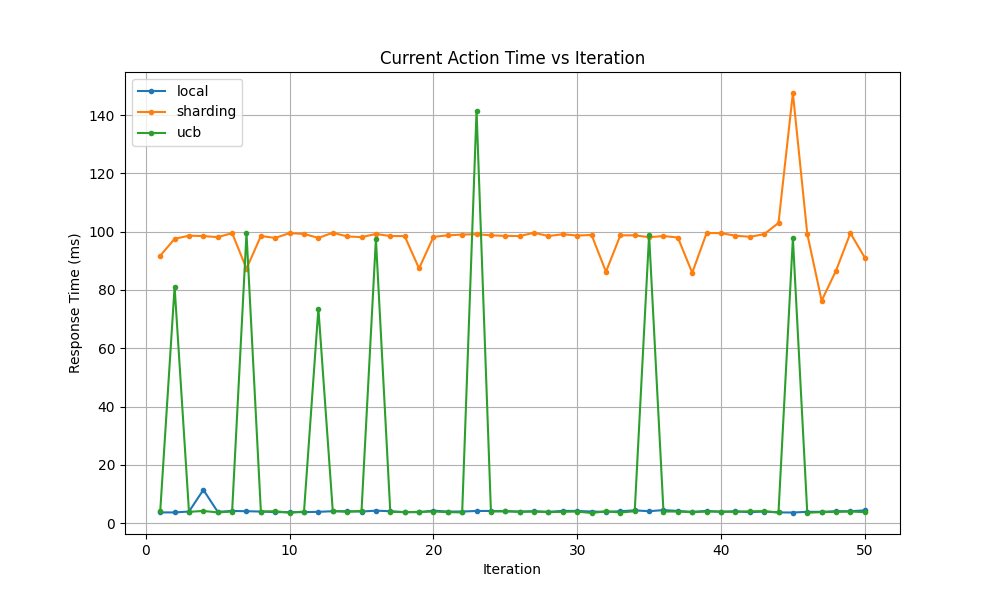 Current Action Time vs Iteration
local
sharding
ucb
Response Time (ms)
140
120
100
80
60
40
20
0
0 10 20 30 40 50
Iteration